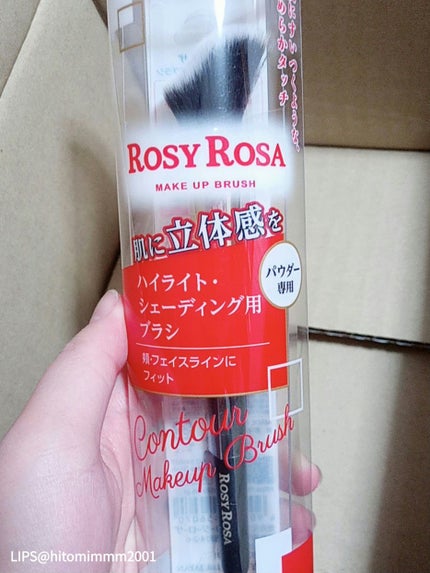 ROSY ROSA
MAKE UP BRUSH
肌に立体感を
ハイライト・
シェーディング用
ブラシ
パウダー
専用
頬・フェイスラインに
フィット
Contour
Makeup Brush
ROSY ROSA
LIPS@hitomimmm2001